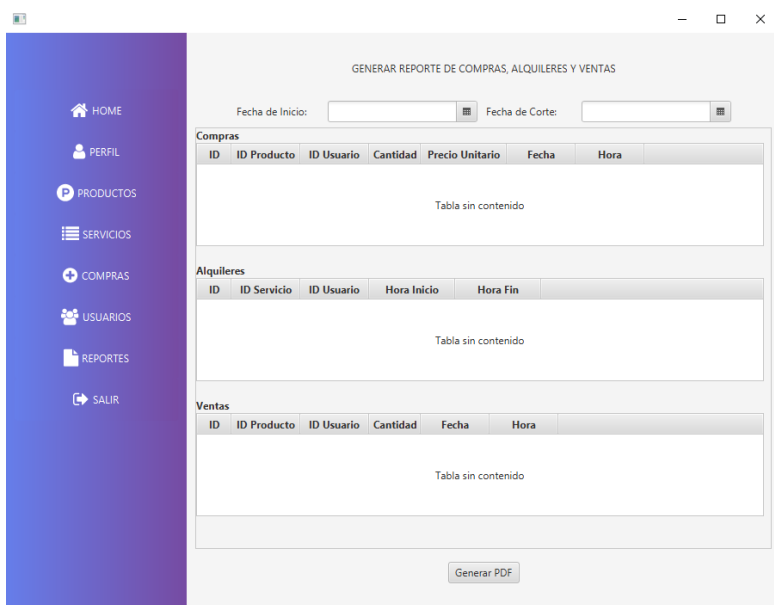 GENERAR REPORTE DE COMPRAS, ALQUILERES Y VENTAS
HOME
PERFIL
PRODUCTOS
SERVICIOS
COMPRAS
USUARIOS
REPORTES
SALIR
Fecha de Inicio: Fecha de Corte:
Compras
ID ID Producto ID Usuario Cantidad Precio Unitario Fecha Hora
Tabla sin contenido
Alquileres
ID ID Servicio ID Usuario Hora Inicio Hora Fin
Tabla sin contenido
Ventas
ID ID Producto ID Usuario Cantidad Fecha Hora
Tabla sin contenido
Generar PDF